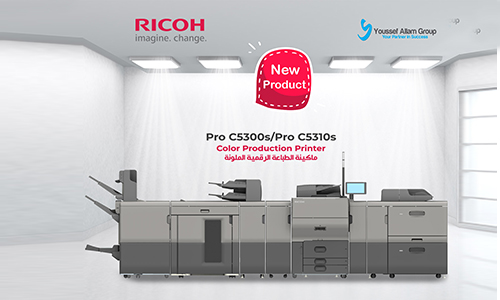 RICOH
imagine. change.
Youssef Allam Group
Your Partner in Success
New
Product
Pro C5300s/Pro C5310s
Color Production Printer
ماكينة الطباعة الرقمية الملونة